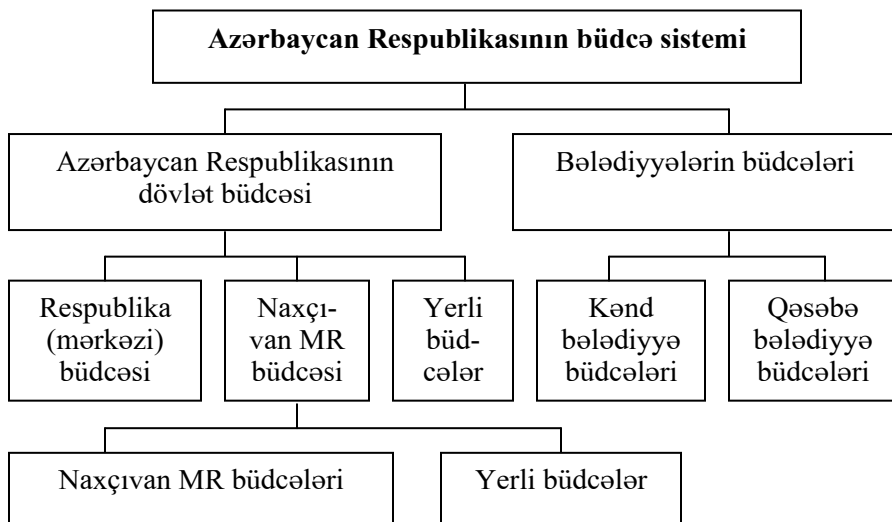 Azərbaycan Respublikasının büdcə sistemi
Azərbaycan Respublikasının
dövlət büdcəsi
Bələdiyyələrin büdcələri
Respublika
(mərkəzi)
büdcəsi
Naxçı-
van MR
büdcəsi
Yerli
büd-
cələr
Kənd
bələdiyyə
büdcələri
Qəsəbə
bələdiyyə
büdcələri
Naxçıvan MR büdcələri
Yerli büdcələr